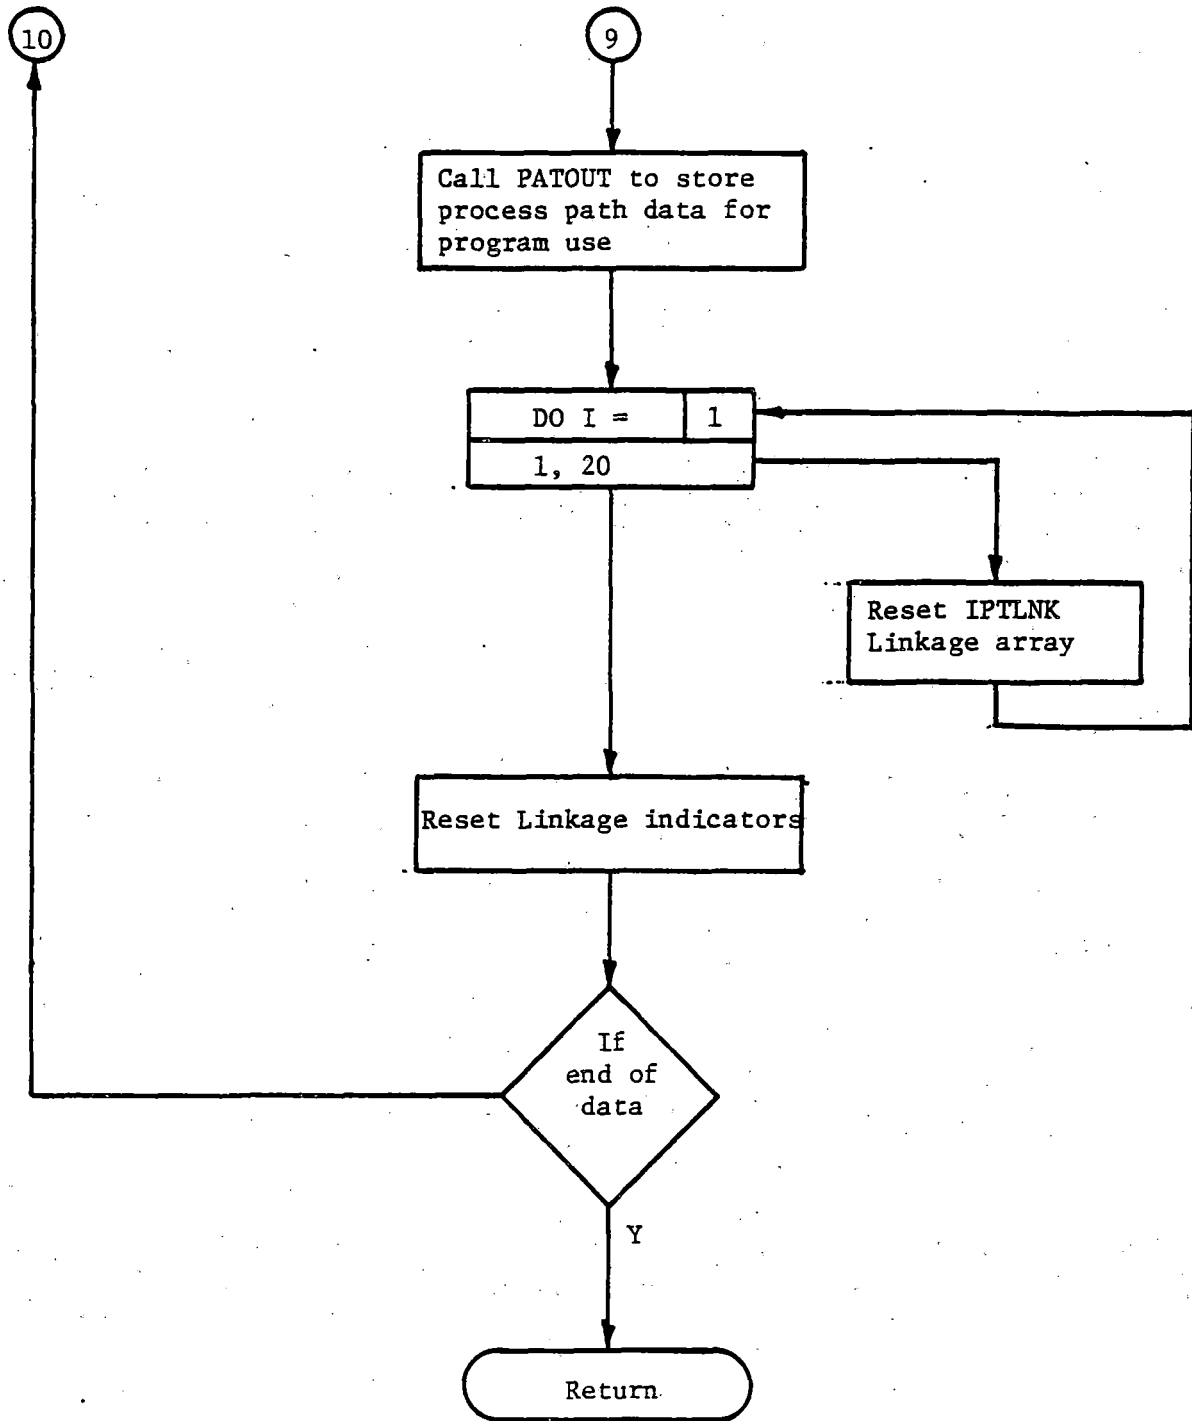 10
9
Call PATOUT to store
process path data for
program use
DO I = 1
1, 20
Reset IPTLNK
Linkage array
Reset Linkage indicators
If
end of
data
Y
Return